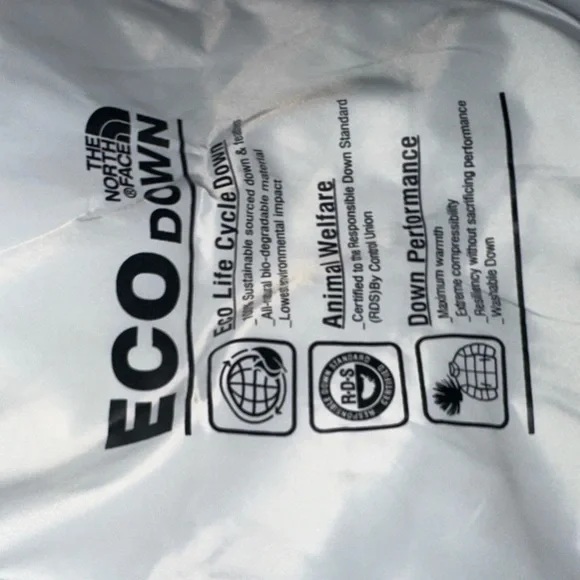 THE
NORTH
FACE®
ECO DOWN
Eco Life Cycle Down
_With Sustainable sourced down &
_All-natural bio-degradable material
_Lowest environmental impact
Animal Welfare
_Certified to the Responsible Down Standard
(RDS)By Control Union
RESPONSIBLE DOWN STANDARD
CERTIFIED
R·D·S
Down Performance
_Maximum warmth
_Extreme compressibility
_Resiliency without sacrificing performance
_Washable Down